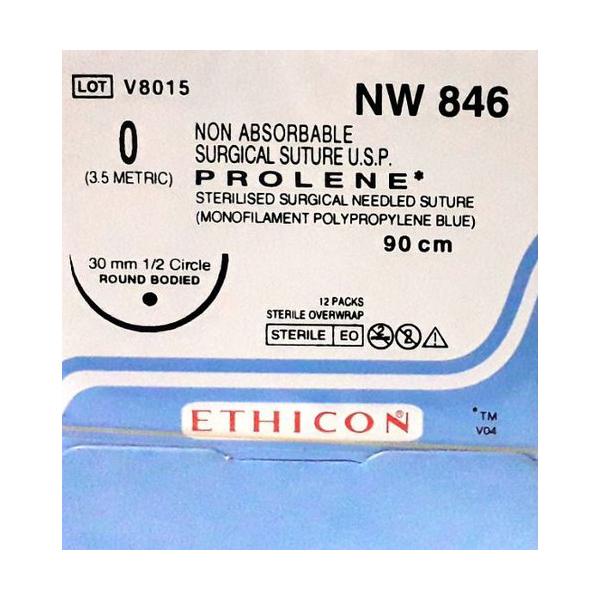 LOT V8015
NW 846
0
(3.5 METRIC)
NON ABSORBABLE
SURGICAL SUTURE U.S.P.
PROLENE*
STERILISED SURGICAL NEEDLED SUTURE
(MONOFILAMENT POLYPROPYLENE BLUE)
90 cm
30 mm 1/2 Circle
ROUND BODIED
12 PACKS
STERILE OVERWRAP
STERILE EO
2
ETHICON®
*TM
V04